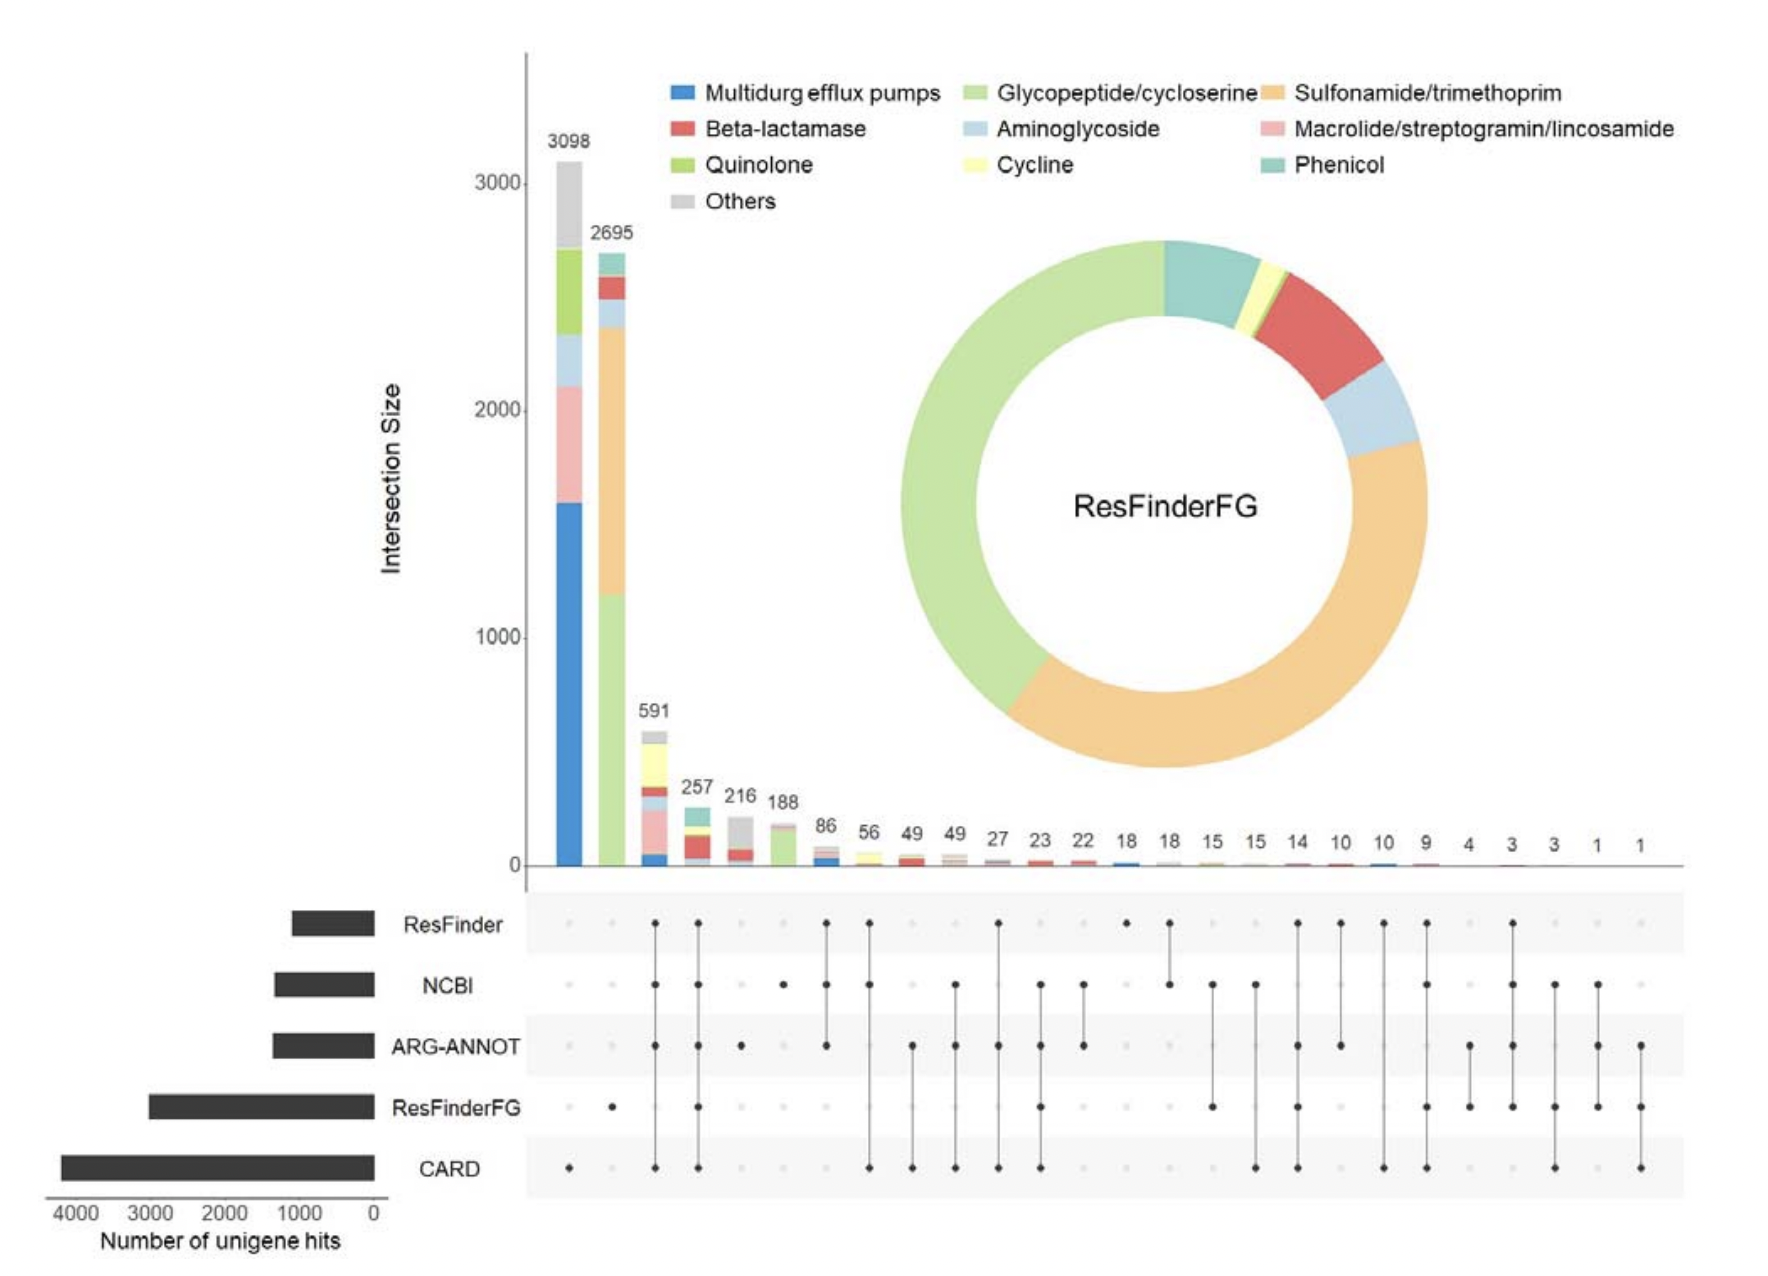 Multidurg efflux pumps Glycopeptide/cycloserine Sulfonamide/trimethoprim
Beta-lactamase Aminoglycoside Macrolide/streptogramin/lincosamide
Quinolone Cycline Phenicol
Others
3098
3000
2695
2000
1000
0
Intersection Size
ResFinderFG
591
257
216
188
86
56
49
49
27
23
22
18
18
15
15
14
10
10
9
4
3
3
1
1
ResFinder
NCBI
ARG-ANNOT
ResFinderFG
CARD
4000 3000 2000 1000 0
Number of unigene hits